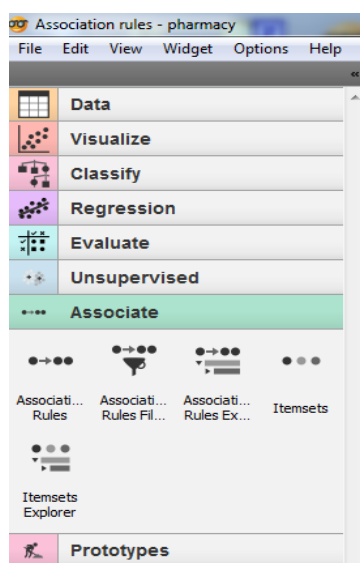 Association rules - pharmacy
File Edit View Widget Options Help
«
Data
Visualize
Classify
Regression
Evaluate
Unsupervised
Associate
Associati... Associati... Associati... Itemsets
Rules Rules Fil... Rules Ex...
Itemsets
Explorer
Prototypes